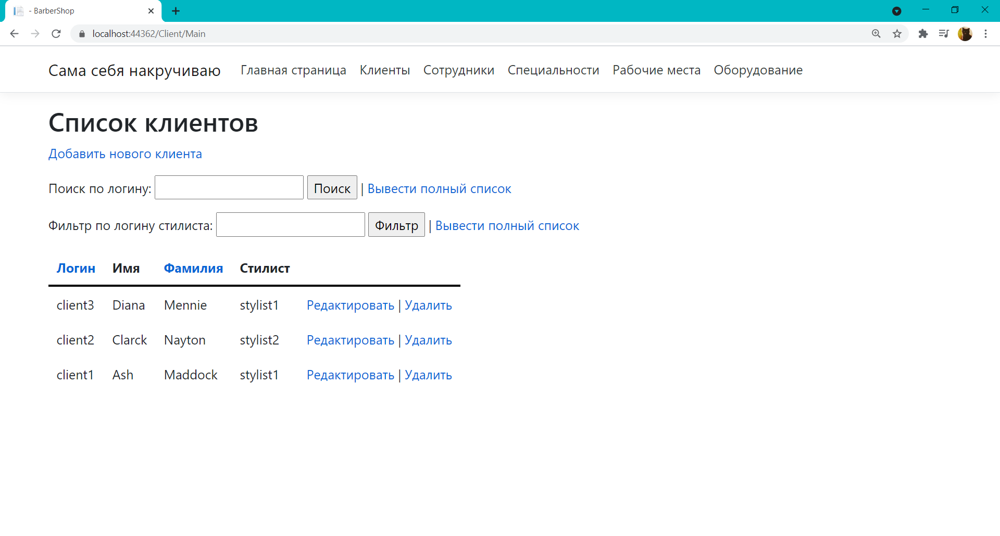 - BarberShop
localhost:44362/Client/Main
Сама себя накручиваю Главная страница Клиенты Сотрудники Специальности Рабочие места Оборудование
Список клиентов
Добавить нового клиента
Поиск по логину: Поиск | Вывести полный список
Фильтр по логину стилиста: Фильтр | Вывести полный список
Логин Имя Фамилия Стилист
client3 Diana Mennie stylist1 Редактировать | Удалить
client2 Clarck Nayton stylist2 Редактировать | Удалить
client1 Ash Maddock stylist1 Редактировать | Удалить